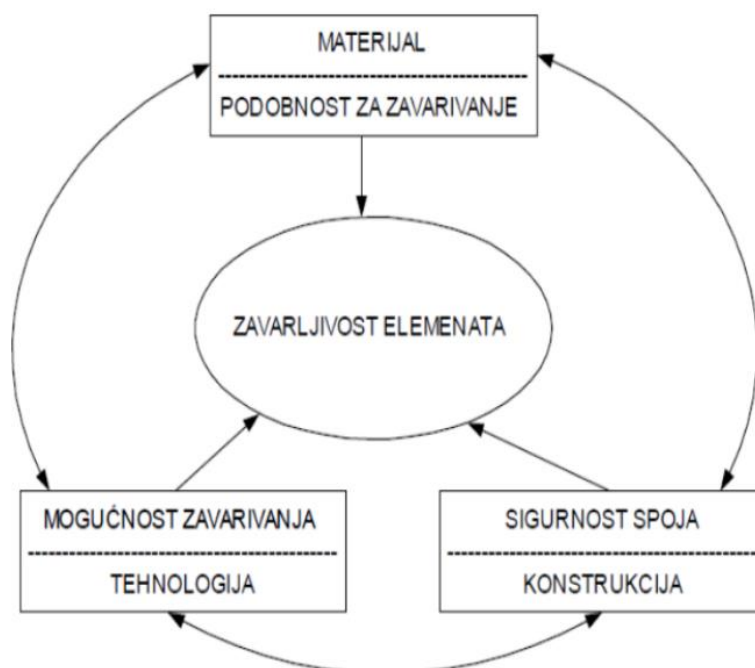 MATERIJAL
PODOBNOST ZA ZAVARIVANJE
ZAVARLJIVOST ELEMENATA
MOGUĆNOST ZAVARIVANJA
TEHNOLOGIJA
SIGURNOST SPOJA
KONSTRUKCIJA